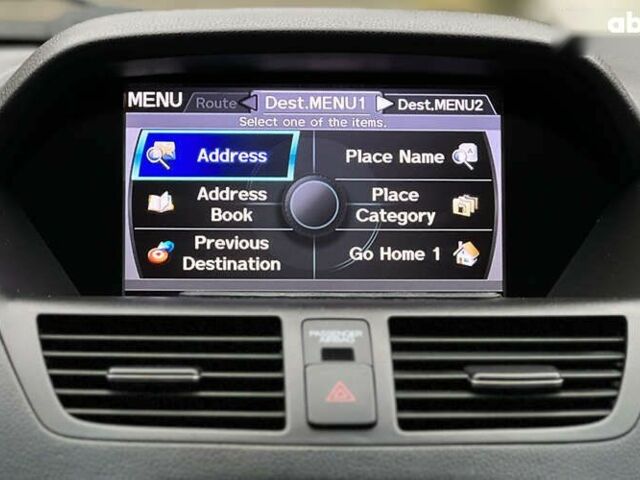 ab
MENU Route Dest.MENU1 Dest.MENU2
Select one of the items.
Address
Place Name
Address
Book
Place
Category
Previous
Destination
Go Home 1
PASSENGER
AIRBAG